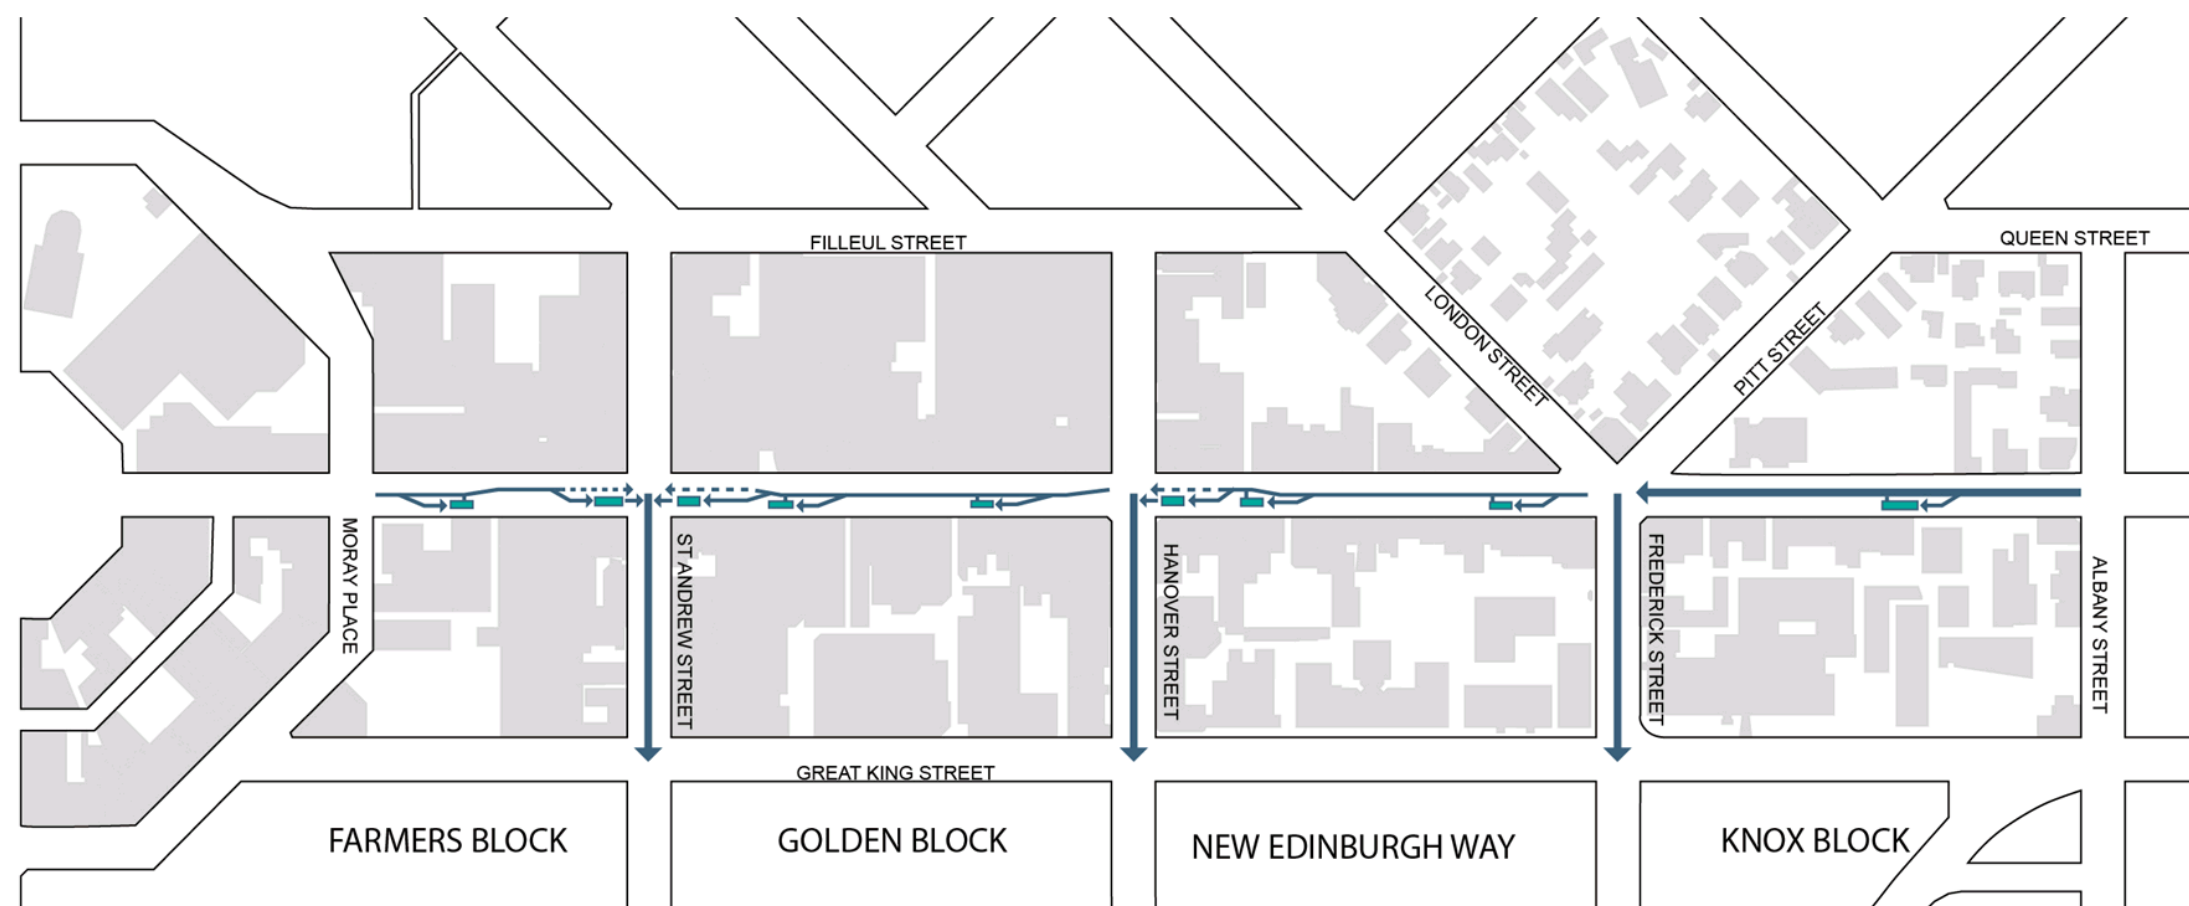 FILLEUL STREET
QUEEN STREET
LONDON STREET
PITT STREET
MORAY PLACE
ST ANDREW STREET
HANOVER STREET
FREDERICK STREET
ALBANY STREET
GREAT KING STREET
FARMERS BLOCK
GOLDEN BLOCK
NEW EDINBURGH WAY
KNOX BLOCK